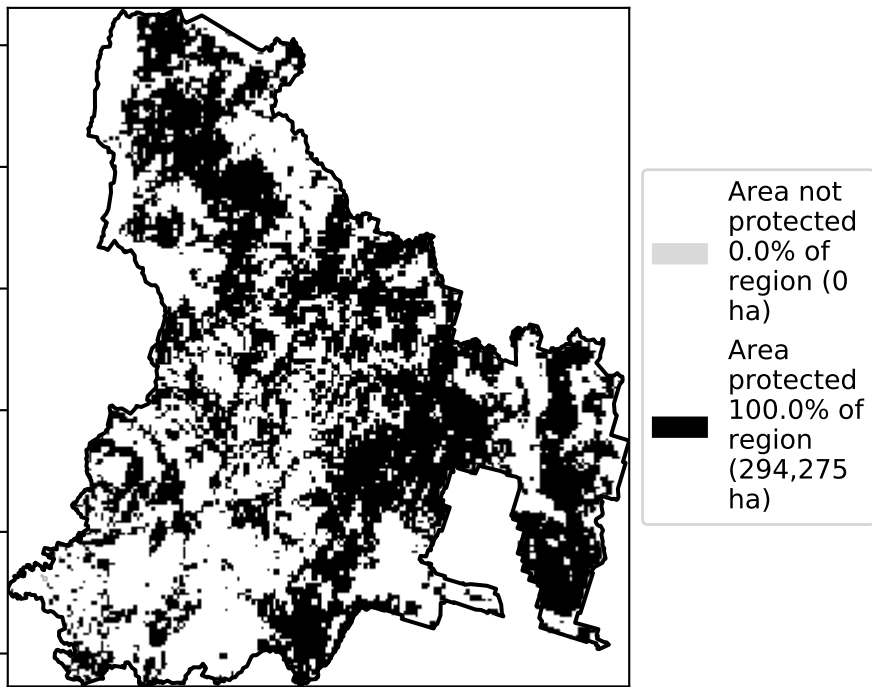 Area not
protected
0.0% of
region (0
ha)
Area
protected
100.0% of
region
(294,275
ha)